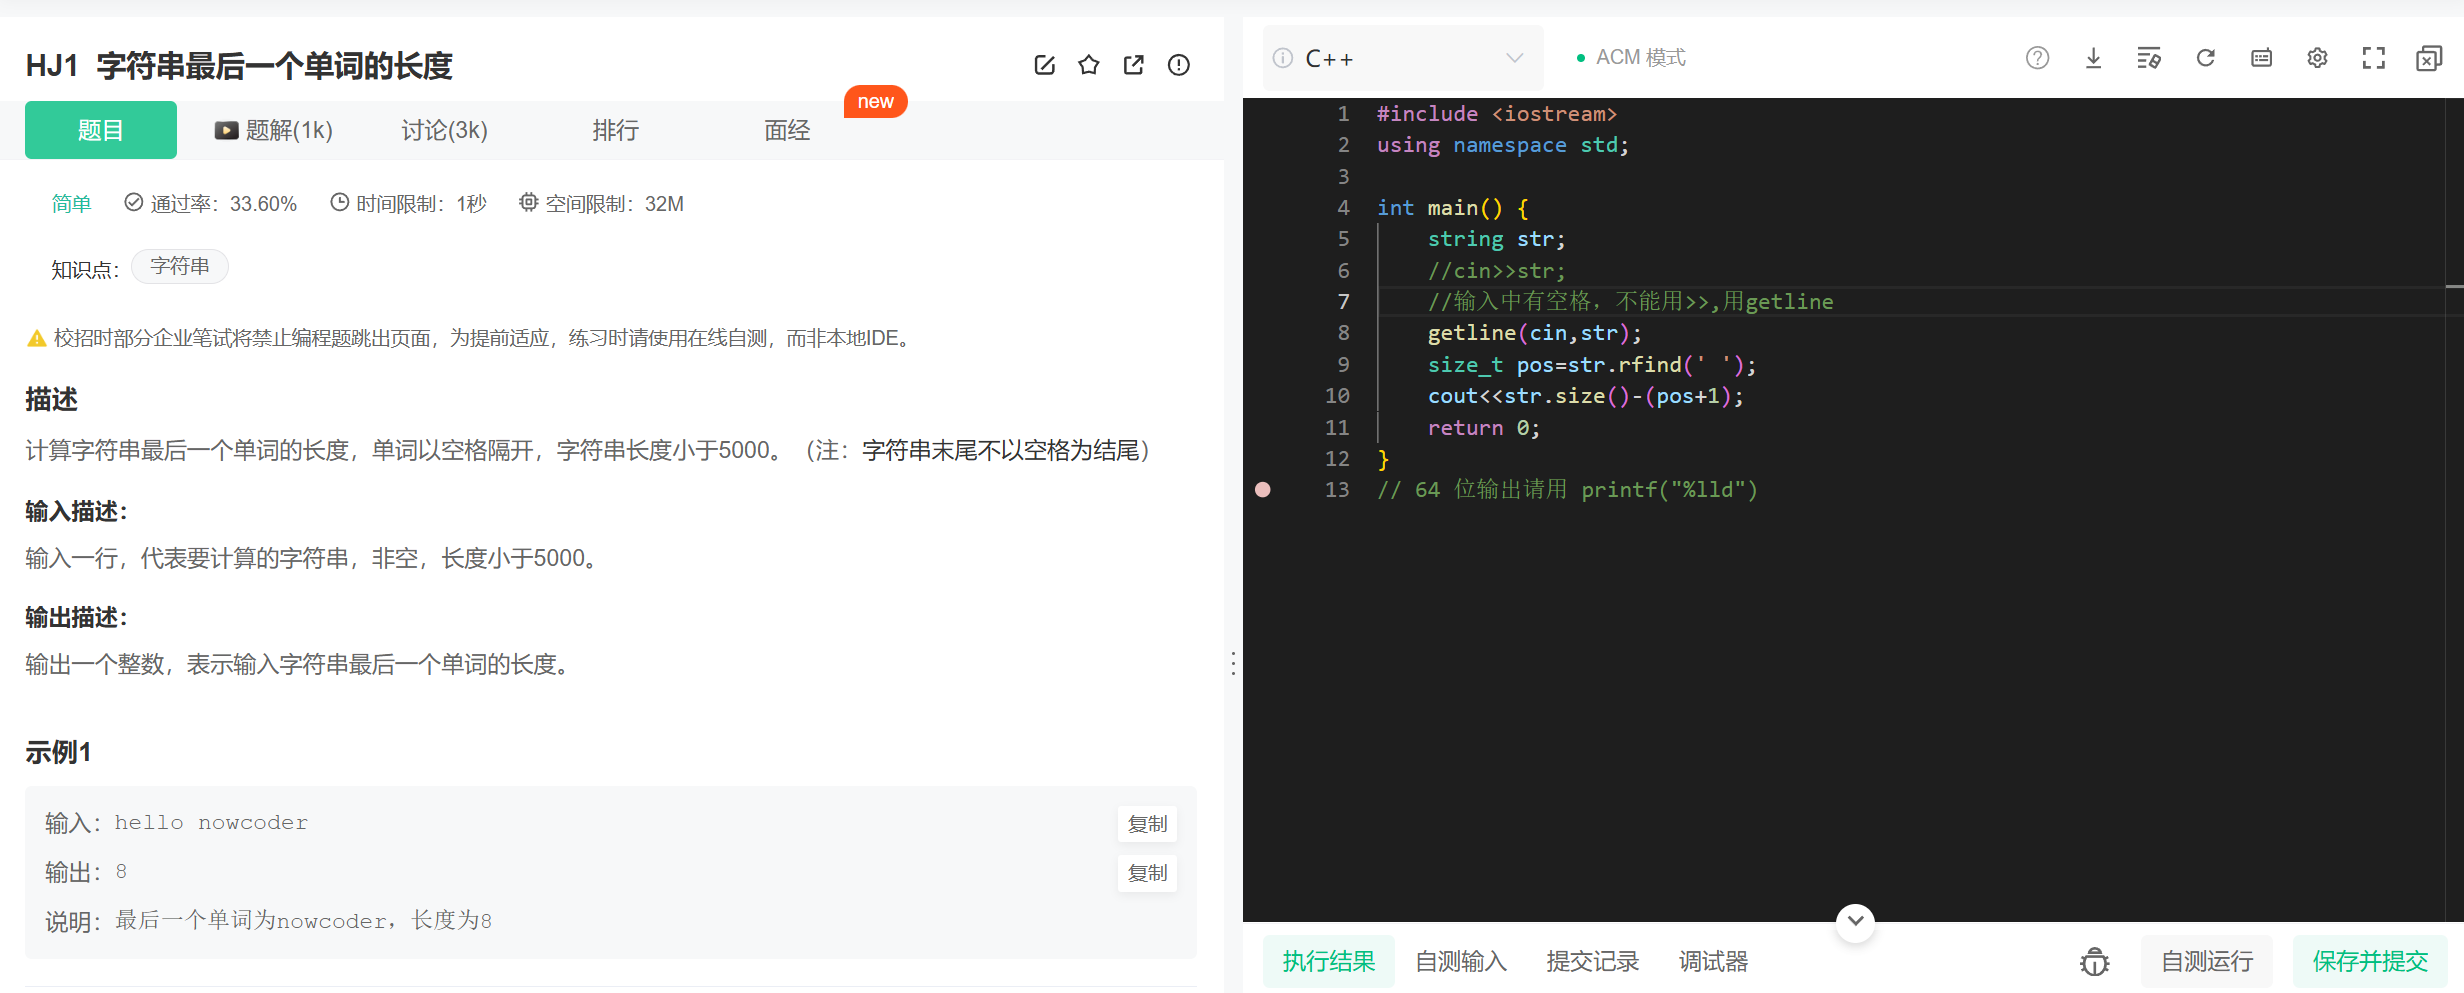 HJ1 字符串最后一个单词的长度
题目
题解(1k)
讨论(3k)
排行
面经
new
简单
通过率：33.60%
时间限制：1秒
空间限制：32M
知识点：
字符串
校招时部分企业笔试将禁止编程题跳出页面，为提前适应，练习时请使用在线自测，而非本地IDE。
描述
计算字符串最后一个单词的长度，单词以空格隔开，字符串长度小于5000。（注：字符串末尾不以空格为结尾）
输入描述：
输入一行，代表要计算的字符串，非空，长度小于5000。
输出描述：
输出一个整数，表示输入字符串最后一个单词的长度。
示例1
输入：hello nowcoder
复制
输出：8
复制
说明：最后一个单词为nowcoder，长度为8
C++
ACM 模式
1 #include <iostream>
2 using namespace std;
3
4 int main() {
5     string str;
6     //cin>>str;
7     //输入中有空格，不能用>>,用getline
8     getline(cin,str);
9     size_t pos=str.rfind(' ');
10     cout<<str.size()-(pos+1);
11     return 0;
12 }
13 // 64 位输出请用 printf("%lld")
执行结果
自测输入
提交记录
调试器
自测运行
保存并提交